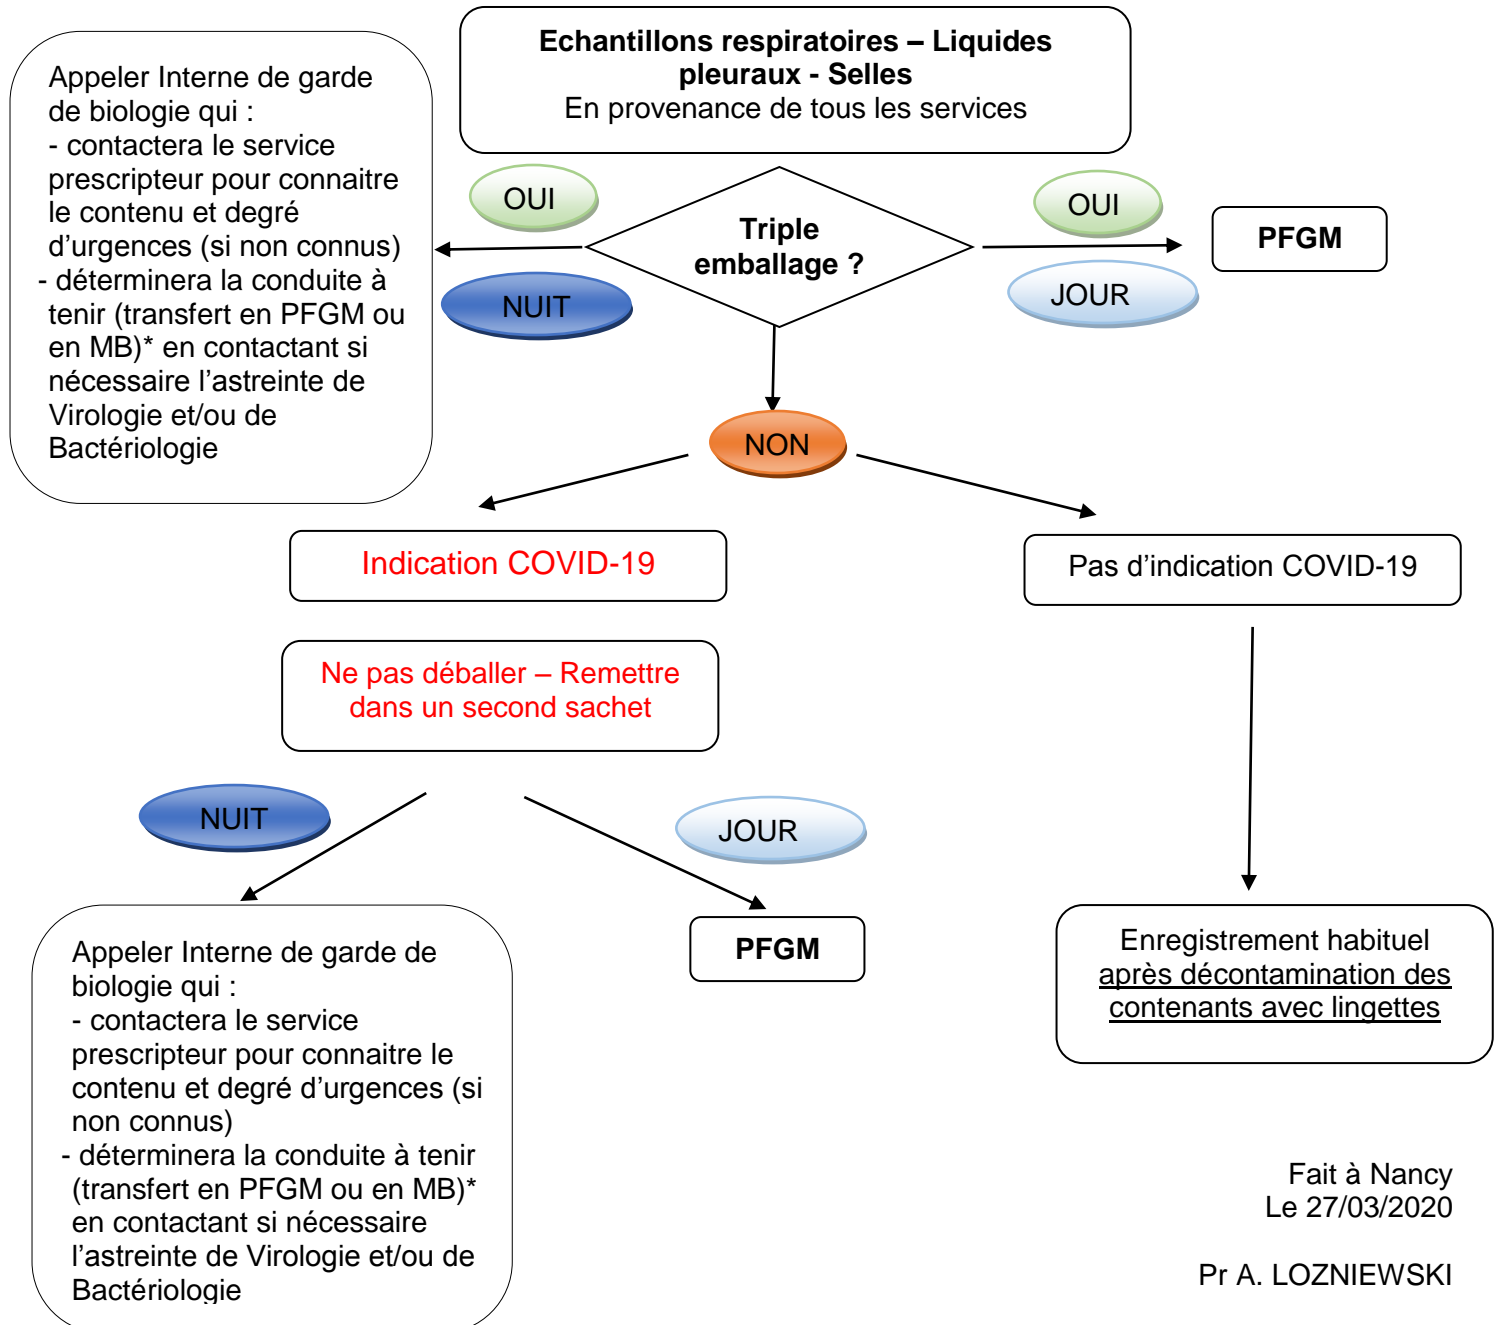 Echantillons respiratoires – Liquides
pleuraux - Selles
En provenance de tous les services
Appeler Interne de garde
de biologie qui :
- contactera le service
prescripteur pour connaitre
le contenu et degré
d’urgences (si non connus)
- déterminera la conduite à
tenir (transfert en PFGM ou
en MB)* en contactant si
nécessaire l’astreinte de
Virologie et/ou de
Bactériologie
OUI
NUIT
Triple
emballage ?
OUI
JOUR
PFGM
NON
Indication COVID-19
Pas d’indication COVID-19
Ne pas déballer – Remettre
dans un second sachet
NUIT
JOUR
Appeler Interne de garde de
biologie qui :
- contactera le service
prescripteur pour connaitre le
contenu et degré d’urgences (si
non connus)
- déterminera la conduite à tenir
(transfert en PFGM ou en MB)*
en contactant si nécessaire
l’astreinte de Virologie et/ou de
Bactériologie
PFGM
Enregistrement habituel
après décontamination des
contenants avec lingettes
Fait à Nancy
Le 27/03/2020
Pr A. LOZNIEWSKI